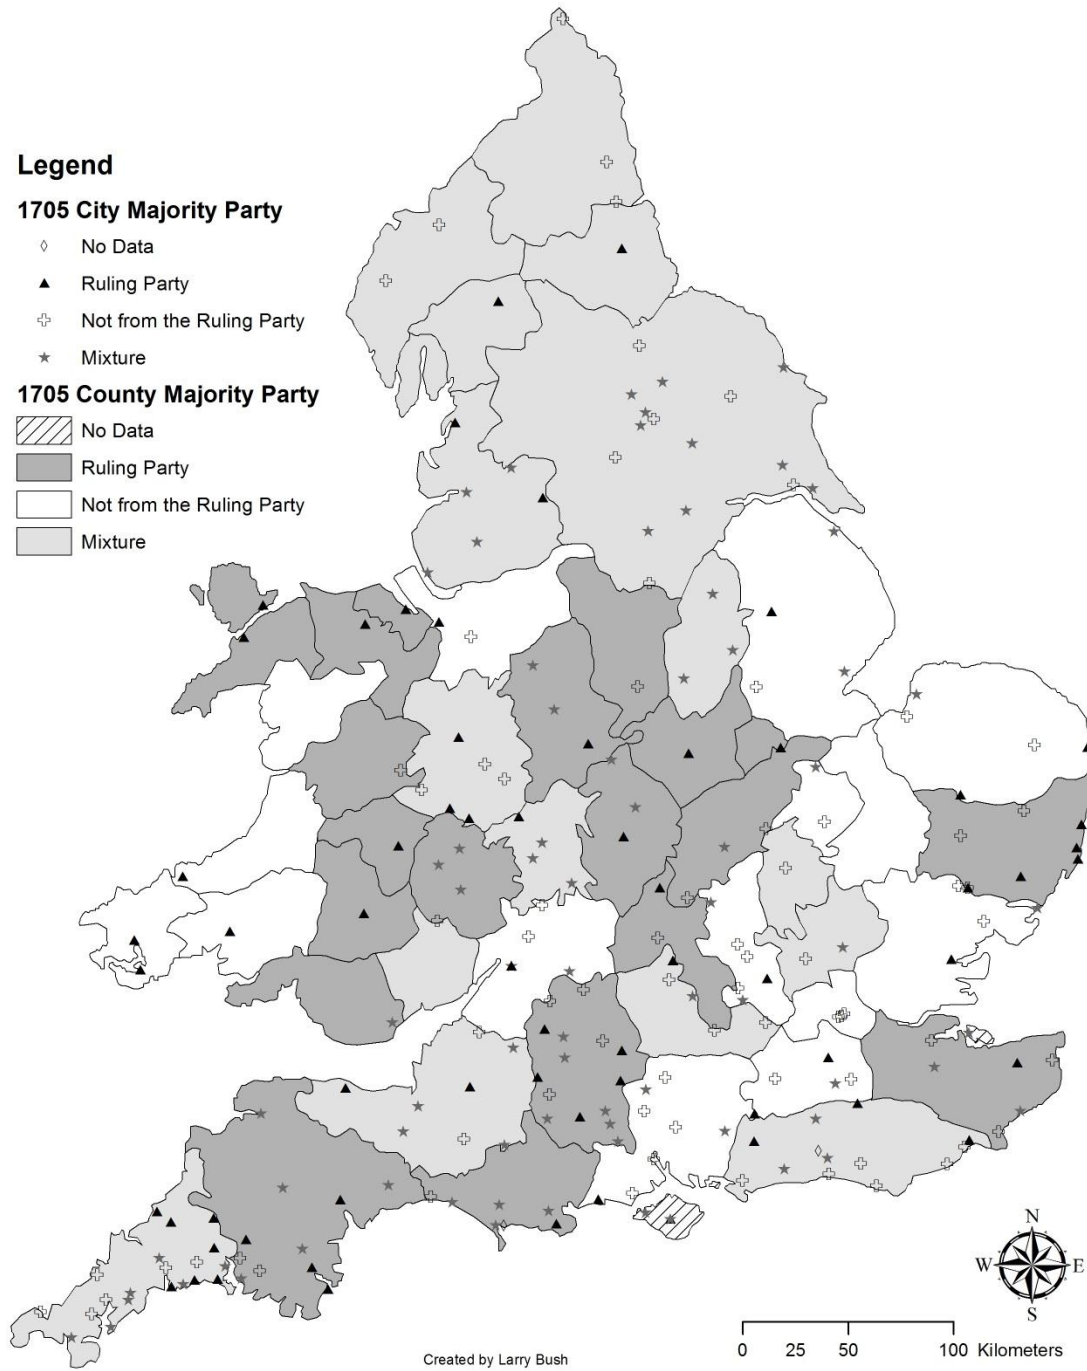 Legend
1705 City Majority Party
No Data
Ruling Party
Not from the Ruling Party
Mixture
1705 County Majority Party
No Data
Ruling Party
Not from the Ruling Party
Mixture
N
W E
S
0 25 50 100 Kilometers
Created by Larry Bush